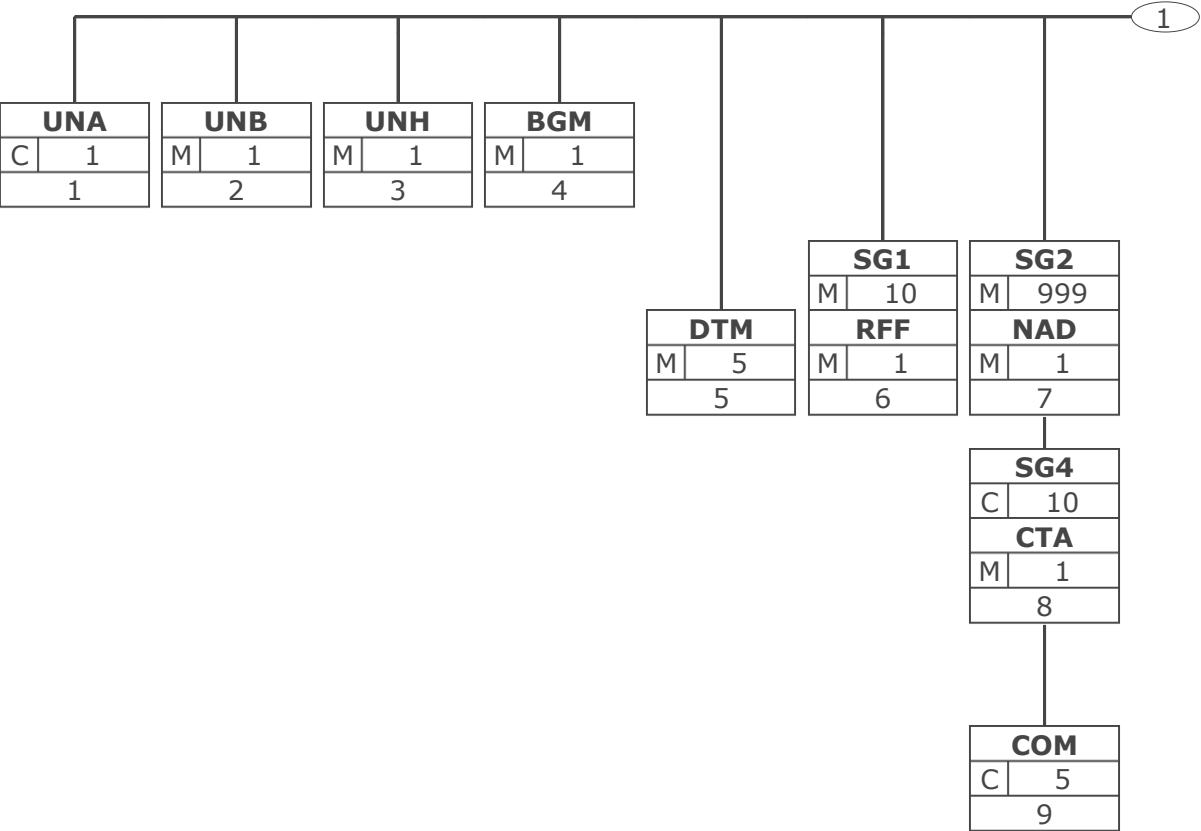 1
UNA UNB UNH BGM
C 1 M 1 M 1 M 1
1 2 3 4
SG1 SG2
M 10 M 999
DTM RFF NAD
M 5 M 1 M 1
5 6 7
SG4
C 10
CTA
M 1
8
COM
C 5
9